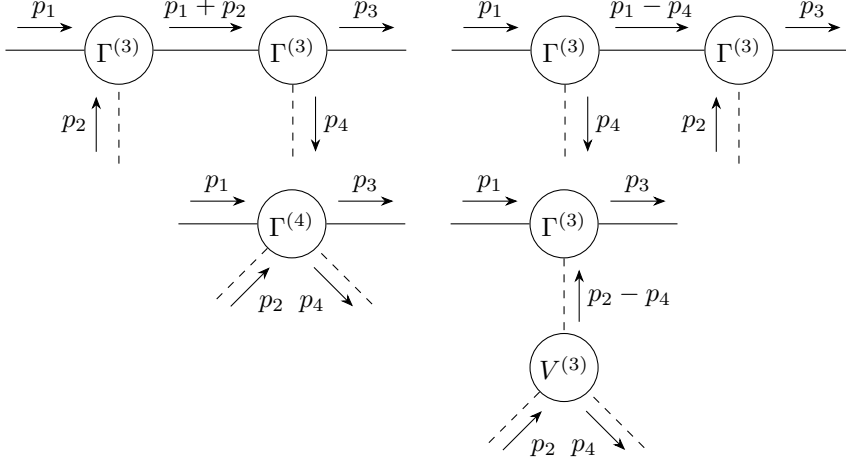 p₁ p₁ + p₂ p₃ p₁ p₁ − p₄ p₃
Γ⁽³⁾ Γ⁽³⁾ Γ⁽³⁾ Γ⁽³⁾
p₂ p₄ p₄ p₂
p₁ p₃ p₁ p₃
Γ⁽⁴⁾ Γ⁽³⁾
p₂ p₄ p₂ − p₄
V⁽³⁾
p₂ p₄